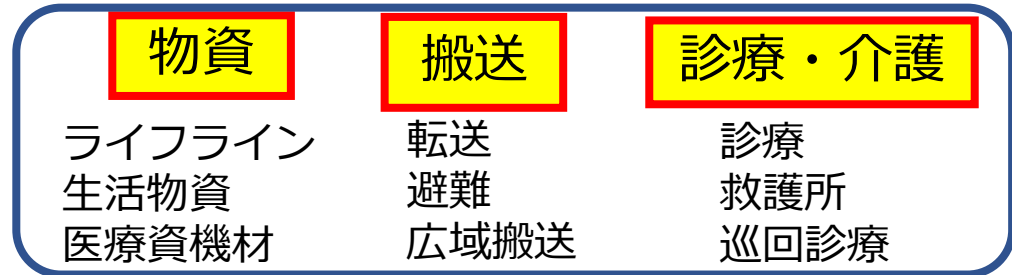 物資
ライフライン
生活物資
医療資機材
搬送
転送
避難
広域搬送
診療・介護
診療
救護所
巡回診療